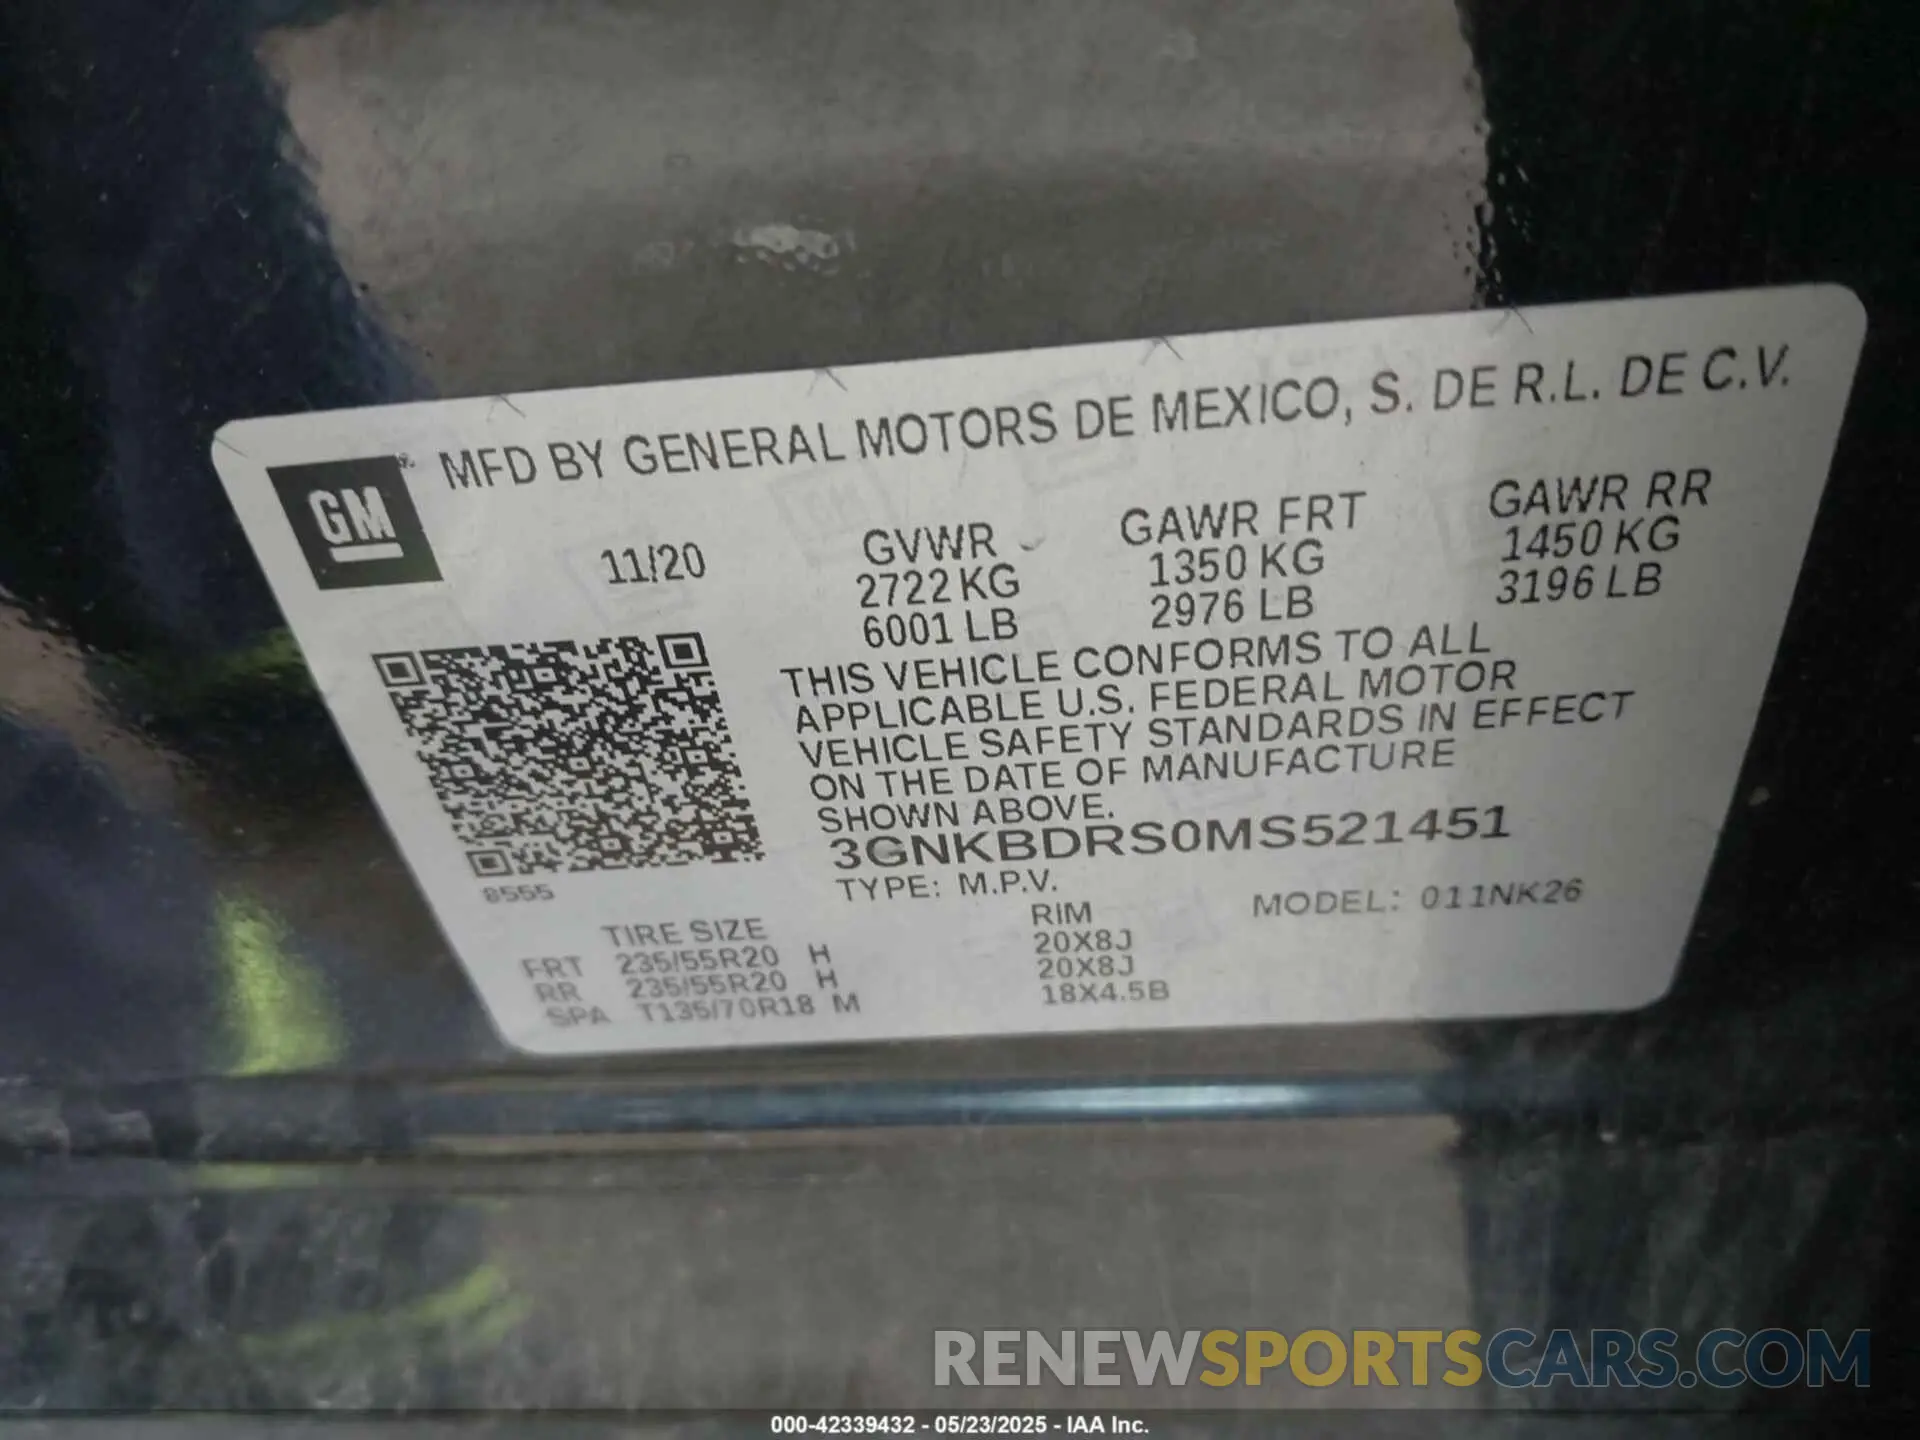 MFD BY GENERAL MOTORS DE MEXICO, S. DE R.L. DE C.V.
GM
11/20
GVWR
2722 KG
6001 LB
GAWR FRT
1350 KG
2976 LB
GAWR RR
1450 KG
3196 LB
THIS VEHICLE CONFORMS TO ALL
APPLICABLE U.S. FEDERAL MOTOR
VEHICLE SAFETY STANDARDS IN EFFECT
ON THE DATE OF MANUFACTURE
SHOWN ABOVE.
3GNKBDRS0MS521451
8555
TYPE: M.P.V.
MODEL: 011NK26
TIRE SIZE RIM
FRT 235/55R20 H 20X8J
RR 235/55R20 H 20X8J
SPA T135/70R18 M 18X4.5B
RENEWSPORTSCARS.COM
000-42339432 - 05/23/2025 - IAA Inc.